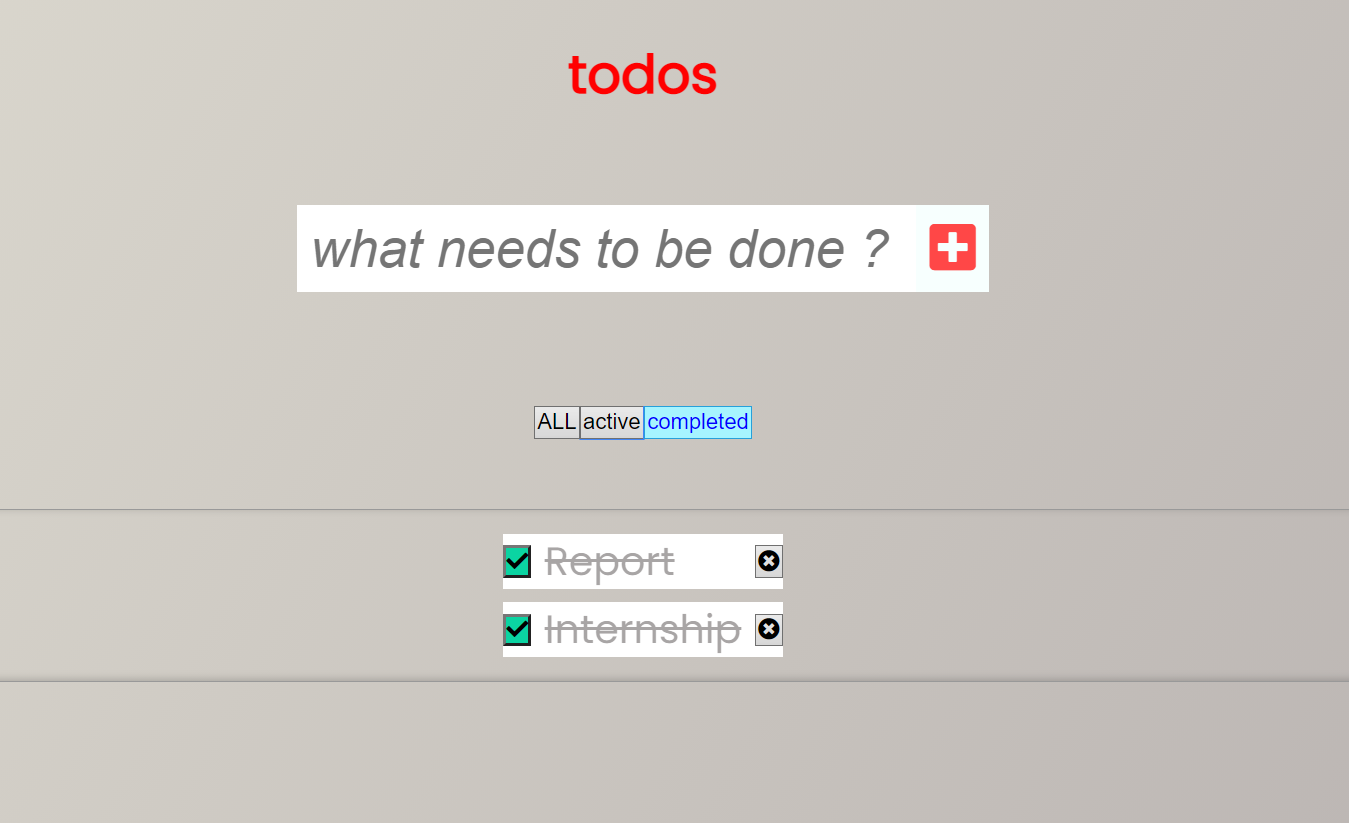 todos
what needs to be done ?
ALL active completed
Report
Internship